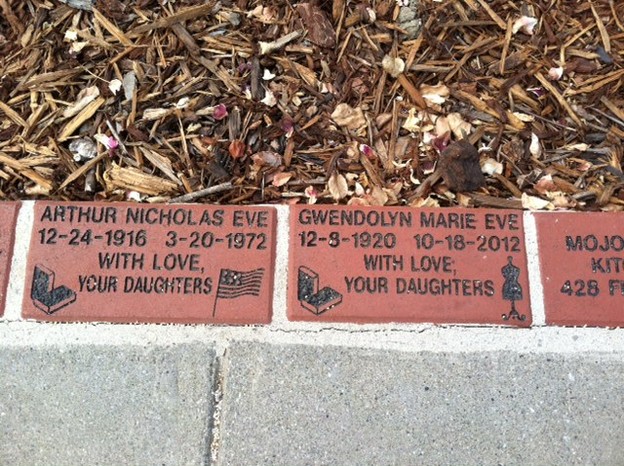 ARTHUR NICHOLAS EVE
12-24-1916 3-20-1972
WITH LOVE,
YOUR DAUGHTERS
GWENDOLYN MARIE EVE
12-8-1920 10-18-2012
WITH LOVE,
YOUR DAUGHTERS
MOJO
KIT
428 F